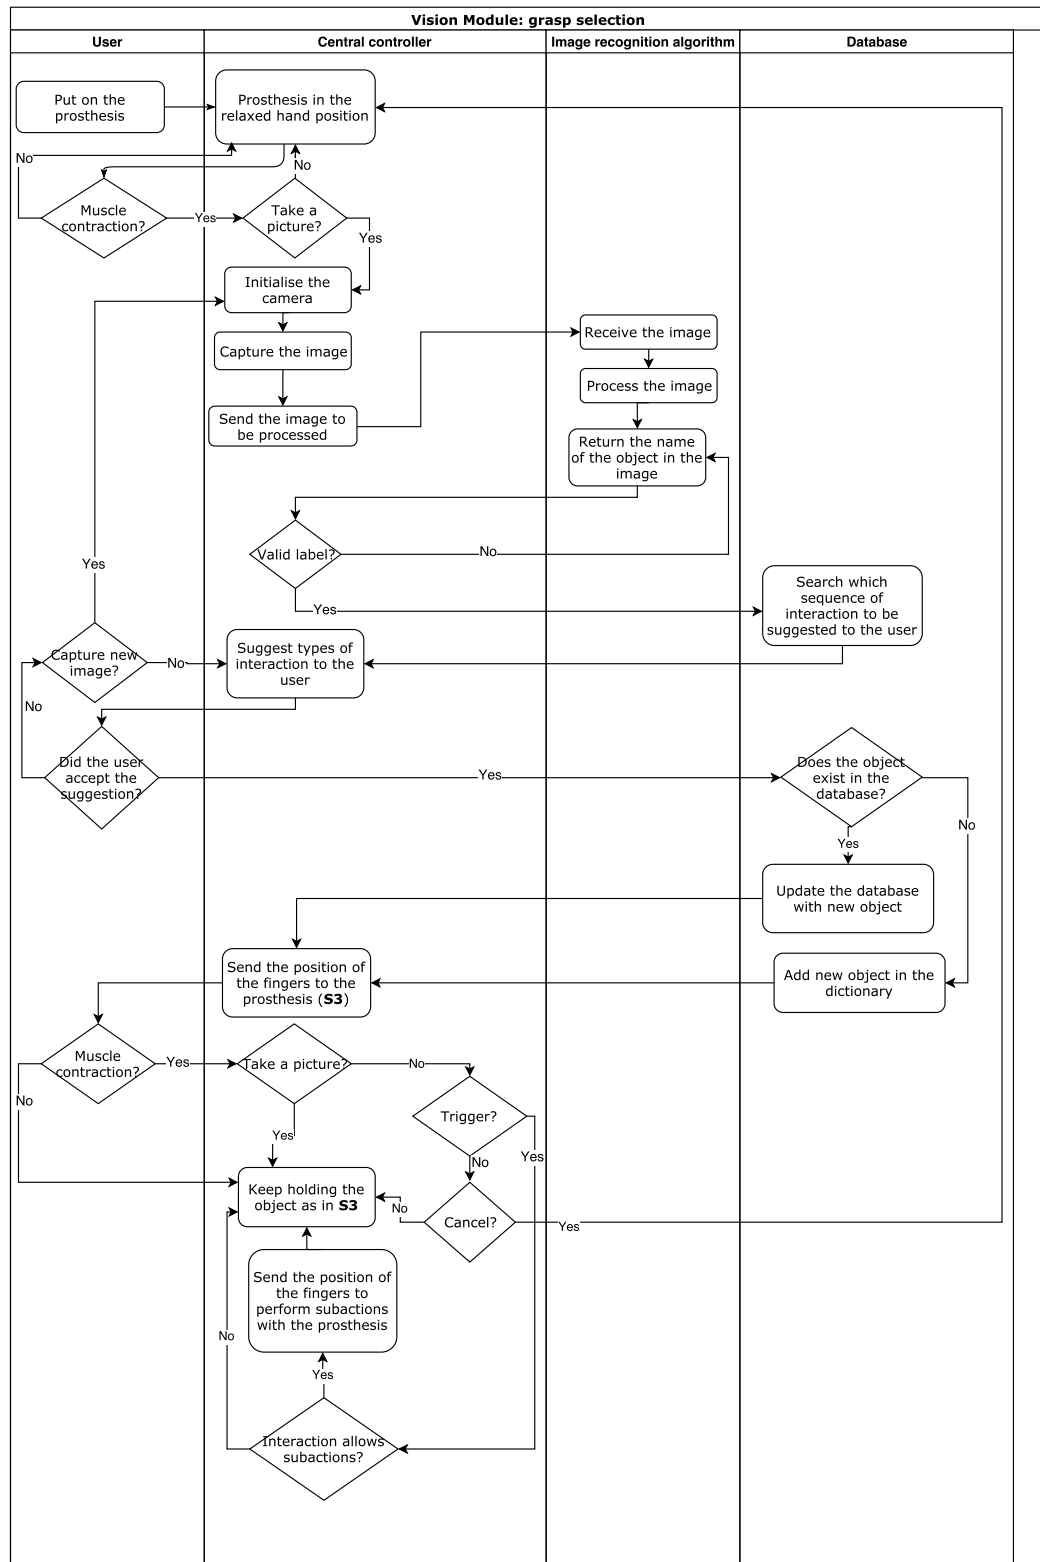 Vision Module: grasp selection
User
Central controller
Image recognition algorithm
Database
Put on the
prosthesis
Prosthesis in the
relaxed hand position
No
No
Muscle
contraction?
Yes
Take a
picture?
Yes
Initialise the
camera
Receive the image
Capture the image
Process the image
Send the image to
be processed
Return the name
of the object in the
image
Valid label?
No
Yes
Yes
Search which
sequence of
interaction to be
suggested to the user
Capture new
image?
No
Suggest types of
interaction to the
user
No
Did the user
accept the
suggestion?
Yes
Does the object
exist in the
database?
No
Yes
Update the database
with new object
Send the position of
the fingers to the
prosthesis (S3)
Add new object in the
dictionary
Muscle
contraction?
Yes
Take a picture?
No
No
Trigger?
Yes
Yes
No
Keep holding the
object as in S3
No
Cancel?
Yes
Send the position of
the fingers to
perform subactions
with the prosthesis
No
Yes
Interaction allows
subactions?